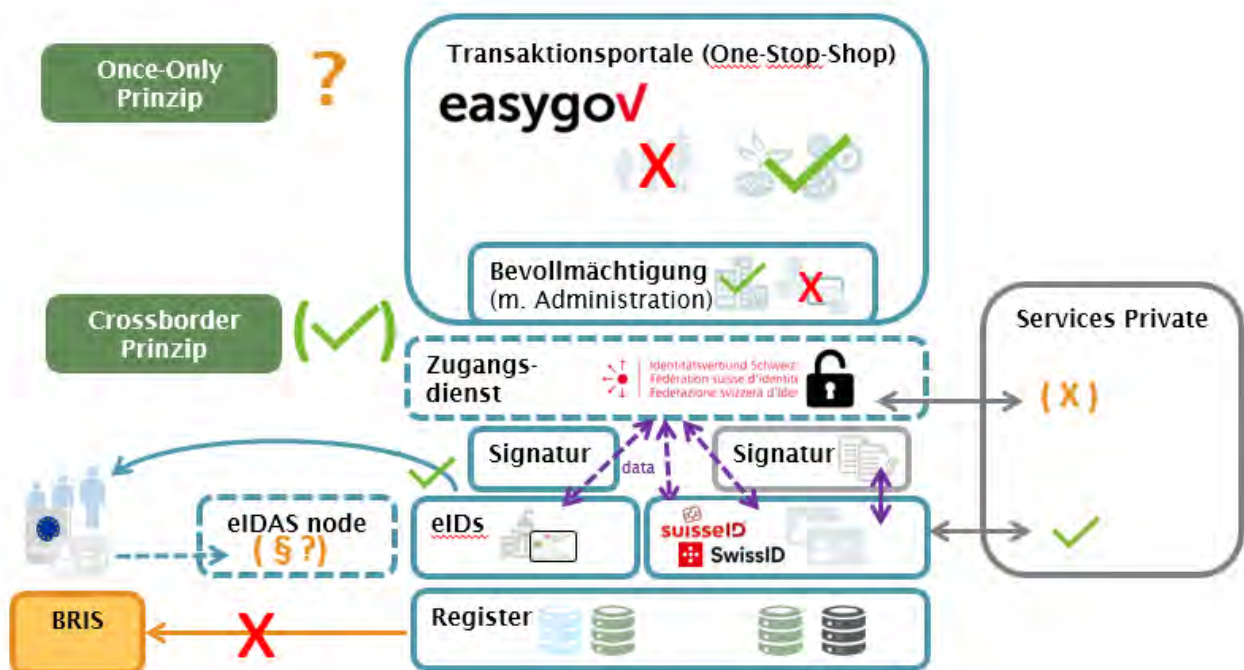 Once-Only
Prinzip
?
Transaktionsportale (One-Stop-Shop)
easygov
X
Bevollmächtigung
(m. Administration)
X
Crossborder
Prinzip
( )
Services Private
Zugangs-
dienst
Identitätsverbund Schweiz
Fédération suisse d'identité
Federazione svizzera d'iden
( X )
Signatur
data
Signatur
eIDAS node
( § ?)
eIDs
suisseID
SwissID
BRIS
X
Register